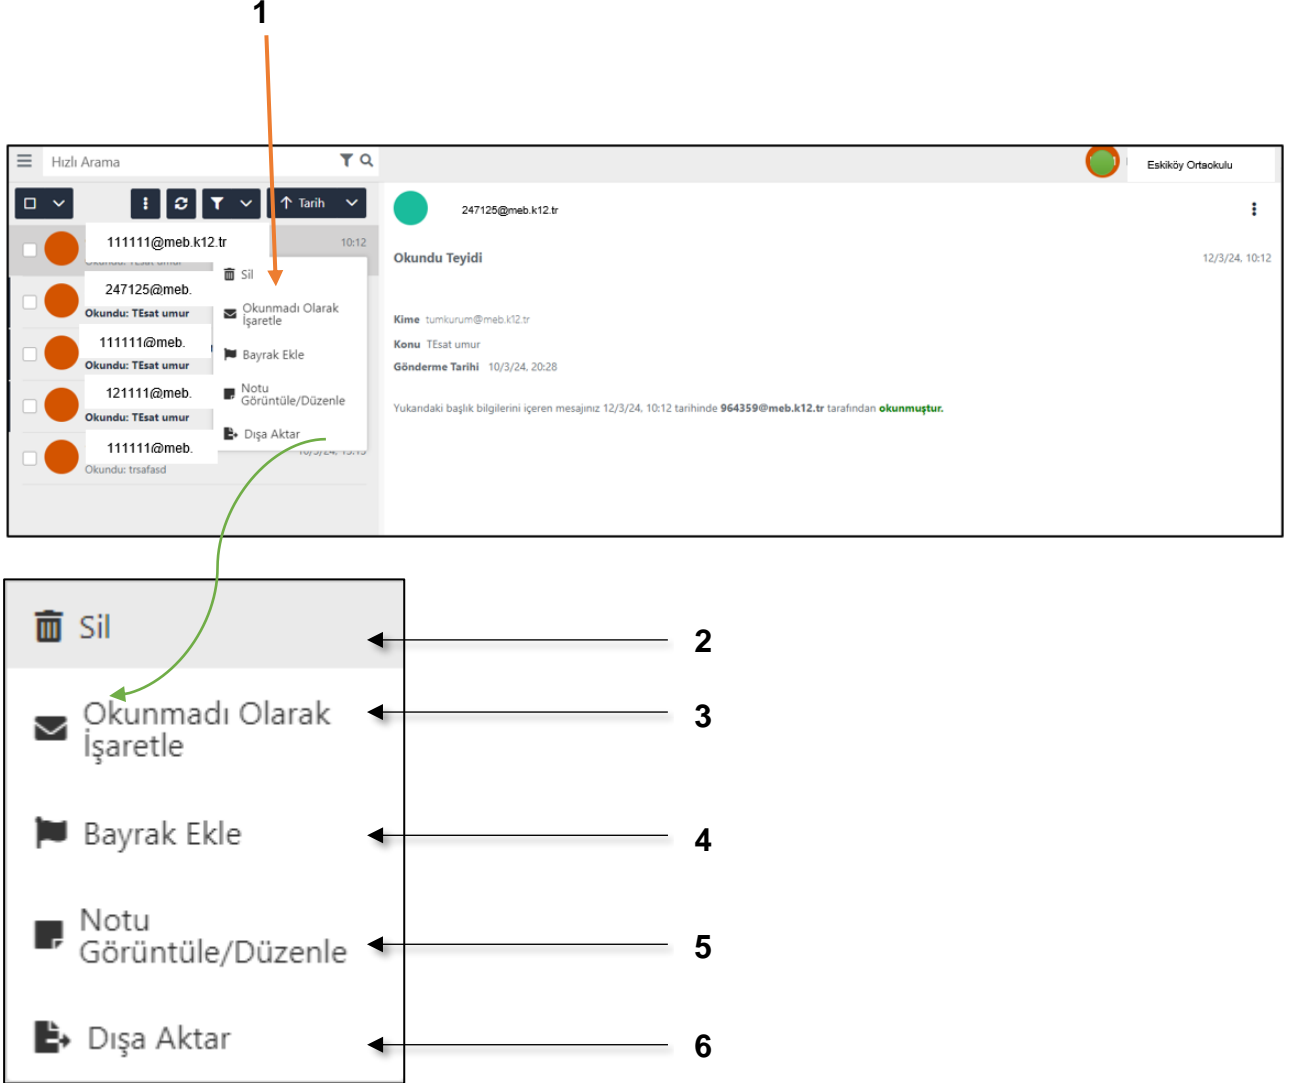 1
Hızlı Arama
Eskiköy Ortaokulu
Tarih
111111@meb.k12.tr
10:12
Sil
247125@meb.
Okundu: TEsat umur
Okunmadı Olarak
İşaretle
111111@meb.
Okundu: TEsat umur
Bayrak Ekle
121111@meb.
Okundu: TEsat umur
Notu
Görüntüle/Düzenle
111111@meb.
Okundu: trsafasd
Dışa Aktar
247125@meb.k12.tr
Okundu Teyidi
12/3/24, 10:12
Kime tumkurum@meb.k12.tr
Konu TEsat umur
Gönderme Tarihi 10/3/24, 20:28
Yukarıdaki başlık bilgilerini içeren mesajınız 12/3/24, 10:12 tarihinde 964359@meb.k12.tr tarafından okunmuştur.
Sil
2
Okunmadı Olarak
İşaretle
3
Bayrak Ekle
4
Notu
Görüntüle/Düzenle
5
Dışa Aktar
6